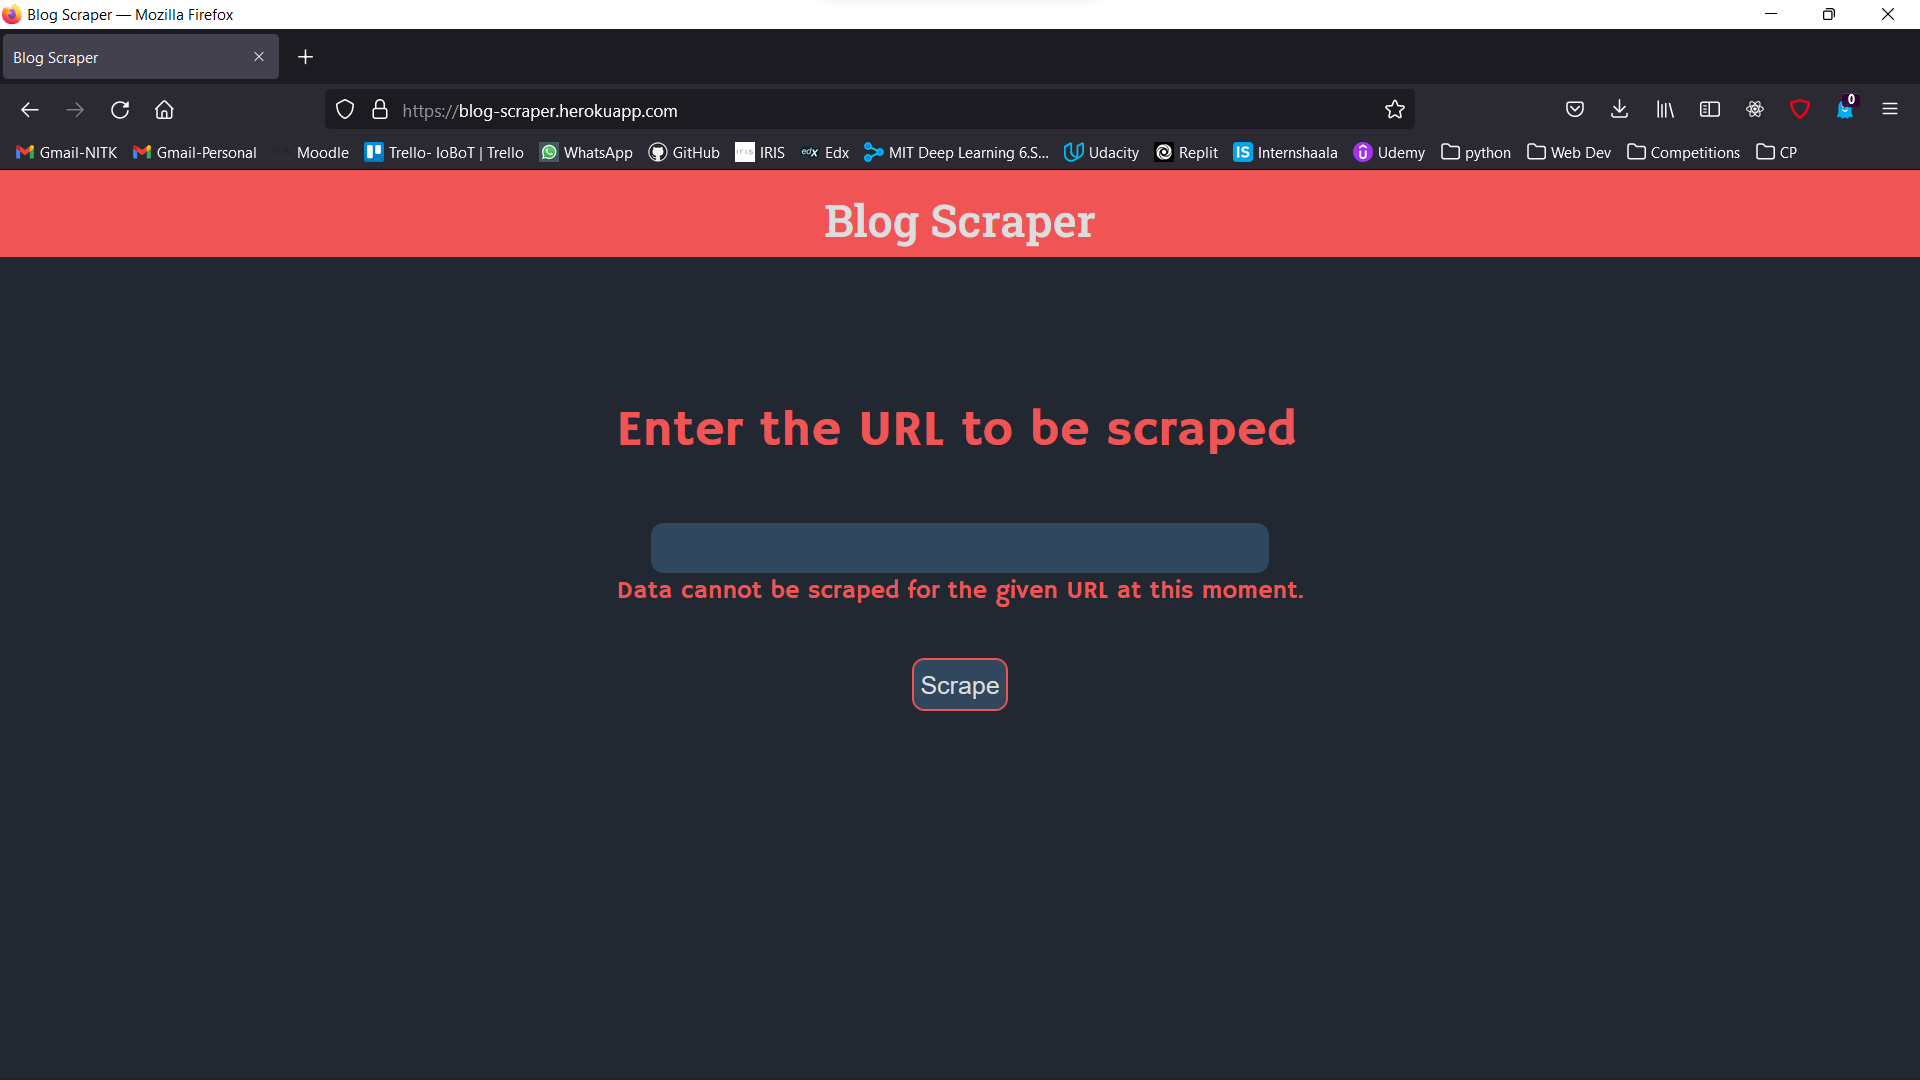 Blog Scraper — Mozilla Firefox
Blog Scraper
https://blog-scraper.herokuapp.com
0
Gmail-NITK Gmail-Personal Moodle Trello- IoBoT | Trello WhatsApp GitHub IRIS edX Edx MIT Deep Learning 6.S... Udacity Replit IS Internshaala Udemy python Web Dev Competitions CP
Blog Scraper
Enter the URL to be scraped
Data cannot be scraped for the given URL at this moment.
Scrape